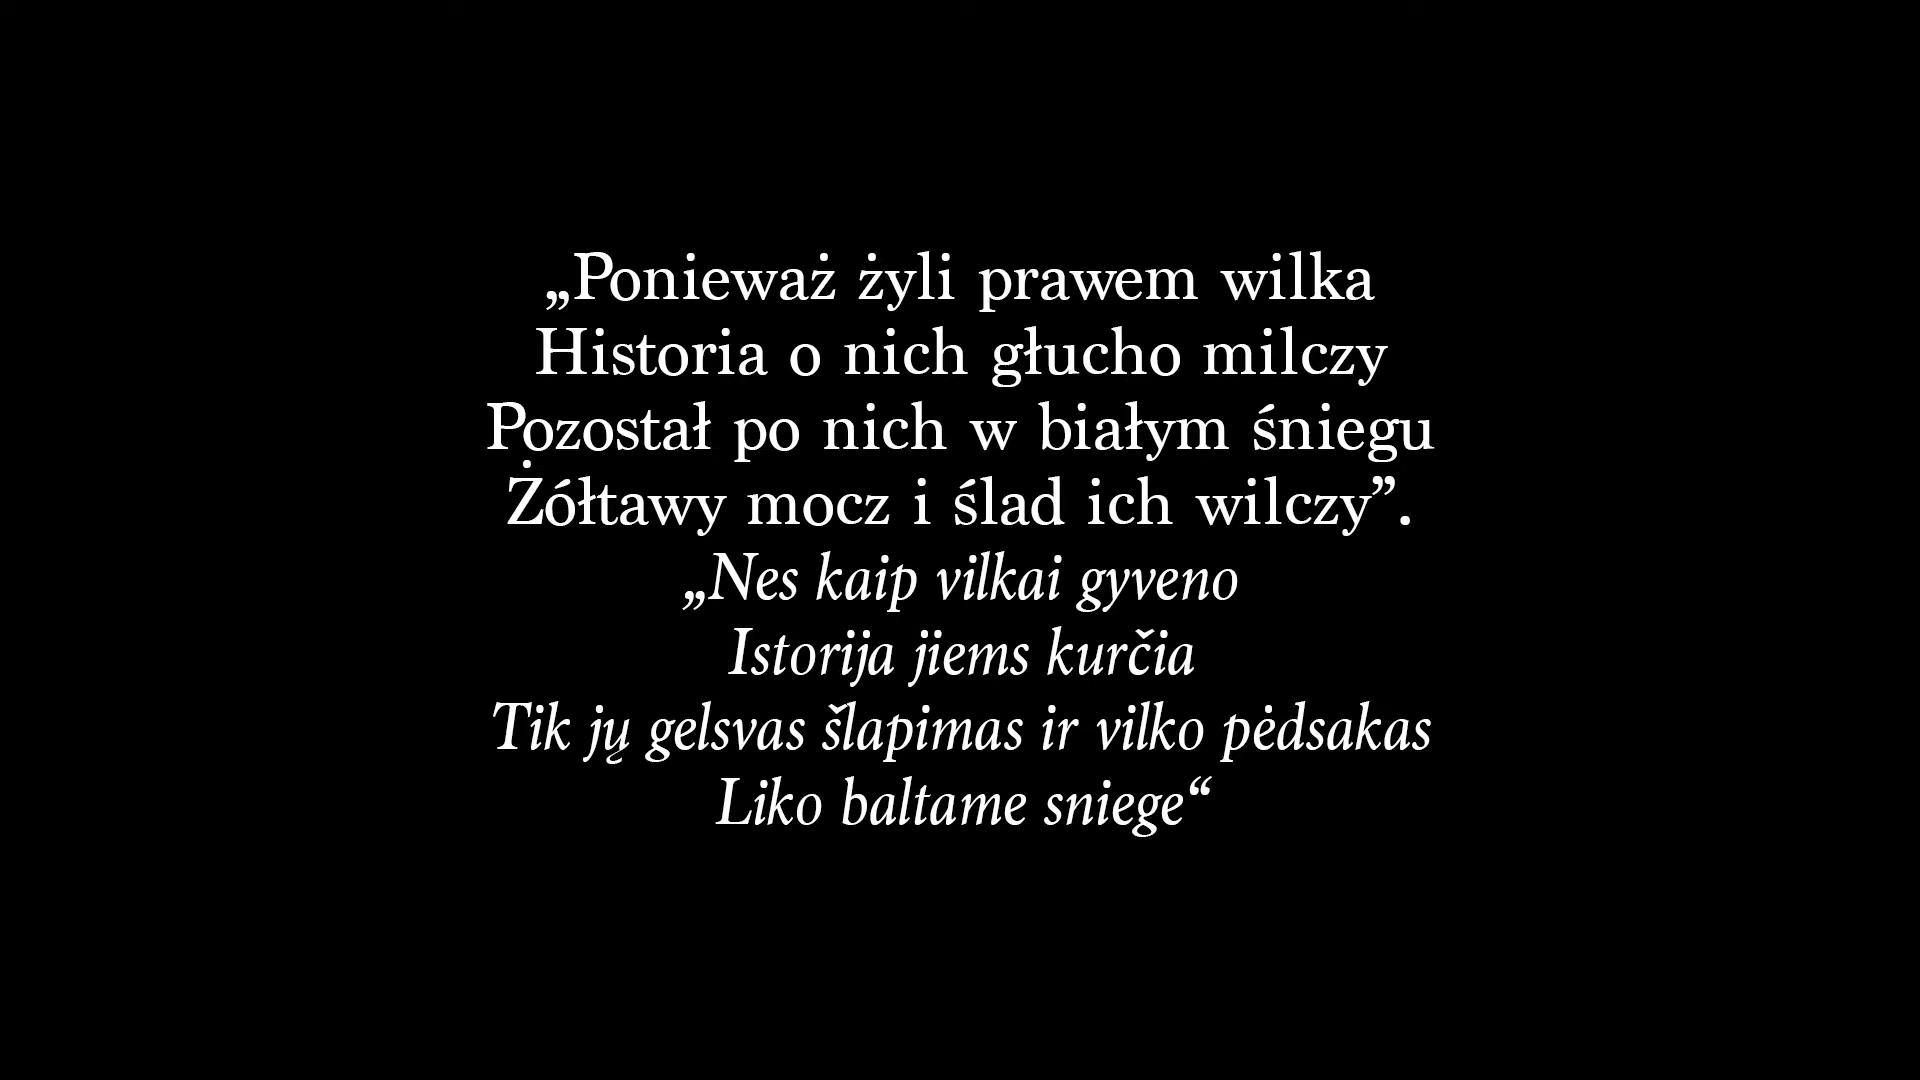 „Ponieważ żyli prawem wilka
Historia o nich głucho milczy
Pozostał po nich w białym śniegu
Żółtawy mocz i ślad ich wilczy”.
„Nes kaip vilkai gyveno
Istorija jiems kurčia
Tik jų gelsvas šlapimas ir vilko pėdsakas
Liko baltame sniege“